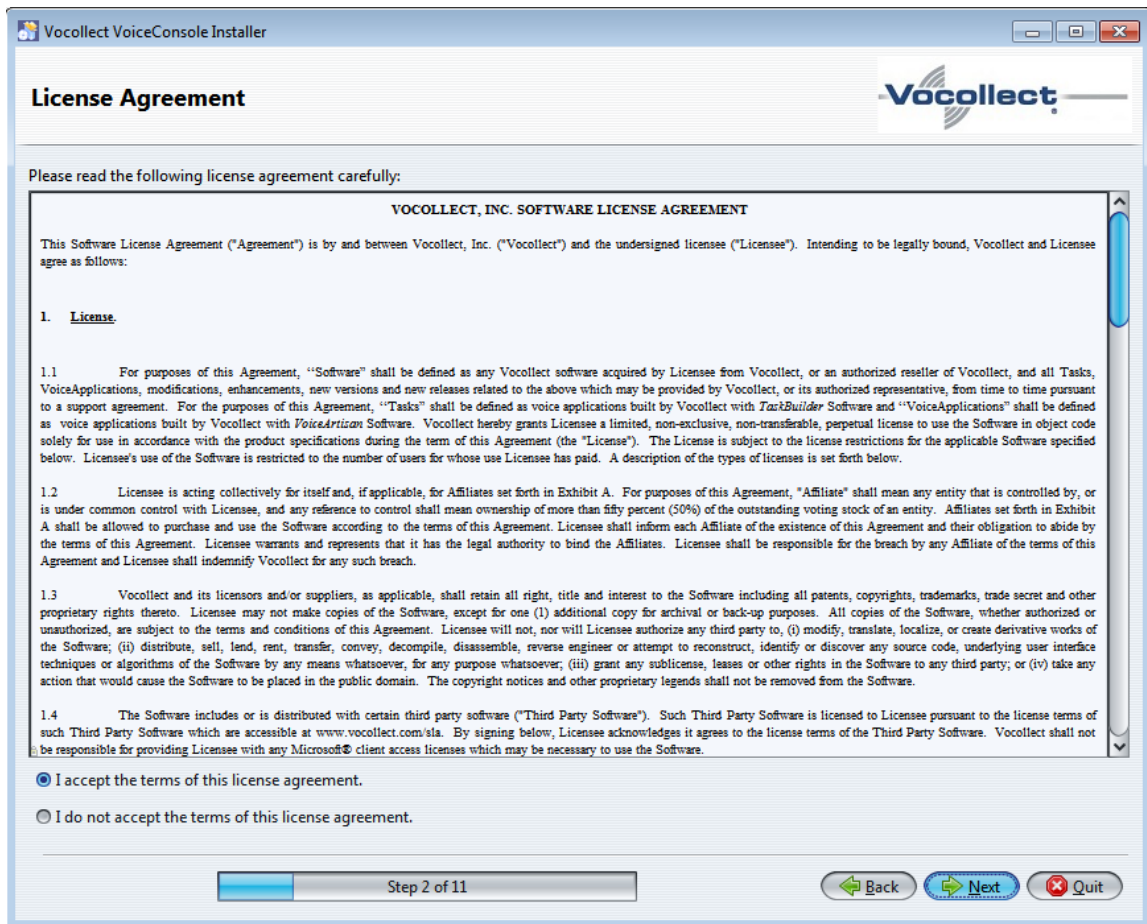 Vocollect VoiceConsole Installer
License Agreement
Vocollect
Please read the following license agreement carefully:
VOCOLLECT, INC. SOFTWARE LICENSE AGREEMENT
This Software License Agreement ("Agreement") is by and between Vocollect, Inc. ("Vocollect") and the undersigned licensee ("Licensee"). Intending to be legally bound, Vocollect and Licensee
agree as follows:
1. License.
1.1 For purposes of this Agreement, “Software” shall be defined as any Vocollect software acquired by Licensee from Vocollect, or an authorized reseller of Vocollect, and all Tasks,
VoiceApplications, modifications, enhancements, new versions and new releases related to the above which may be provided by Vocollect, or its authorized representative, from time to time pursuant
to a support agreement. For the purposes of this Agreement, “Tasks” shall be defined as voice applications built by Vocollect with TaskBuilder Software and “VoiceApplications” shall be defined
as voice applications built by Vocollect with VoiceArtisan Software. Vocollect hereby grants Licensee a limited, non-exclusive, non-transferable, perpetual license to use the Software in object code
solely for use in accordance with the product specifications during the term of this Agreement (the "License"). The License is subject to the license restrictions for the applicable Software specified
below. Licensee's use of the Software is restricted to the number of users for whose use Licensee has paid. A description of the types of licenses is set forth below.
1.2 Licensee is acting collectively for itself and, if applicable, for Affiliates set forth in Exhibit A. For purposes of this Agreement, "Affiliate" shall mean any entity that is controlled by, or
is under common control with Licensee, and any reference to control shall mean ownership of more than fifty percent (50%) of the outstanding voting stock of an entity. Affiliates set forth in Exhibit
A shall be allowed to purchase and use the Software according to the terms of this Agreement. Licensee shall inform each Affiliate of the existence of this Agreement and their obligation to abide by
the terms of this Agreement. Licensee warrants and represents that it has the legal authority to bind the Affiliates. Licensee shall be responsible for the breach by any Affiliate of the terms of this
Agreement and Licensee shall indemnify Vocollect for any such breach.
1.3 Vocollect and its licensors and/or suppliers, as applicable, shall retain all right, title and interest to the Software including all patents, copyrights, trademarks, trade secret and other
proprietary rights thereto. Licensee may not make copies of the Software, except for one (1) additional copy for archival or back-up purposes. All copies of the Software, whether authorized or
unauthorized, are subject to the terms and conditions of this Agreement. Licensee will not, nor will Licensee authorize any third party to, (i) modify, translate, localize, or create derivative works of
the Software; (ii) distribute, sell, lend, rent, transfer, convey, decompile, disassemble, reverse engineer or attempt to reconstruct, identify or discover any source code, underlying user interface
techniques or algorithms of the Software by any means whatsoever, for any purpose whatsoever; (iii) grant any sublicense, leases or other rights in the Software to any third party; or (iv) take any
action that would cause the Software to be placed in the public domain. The copyright notices and other proprietary legends shall not be removed from the Software.
1.4 The Software includes or is distributed with certain third party software ("Third Party Software"). Such Third Party Software is licensed to Licensee pursuant to the license terms of
such Third Party Software which are accessible at www.vocollect.com/sla. By signing below, Licensee acknowledges it agrees to the license terms of the Third Party Software. Vocollect shall not
be responsible for providing Licensee with any Microsoft® client access licenses which may be necessary to use the Software.
I accept the terms of this license agreement.
I do not accept the terms of this license agreement.
Step 2 of 11
Back
Next
Quit